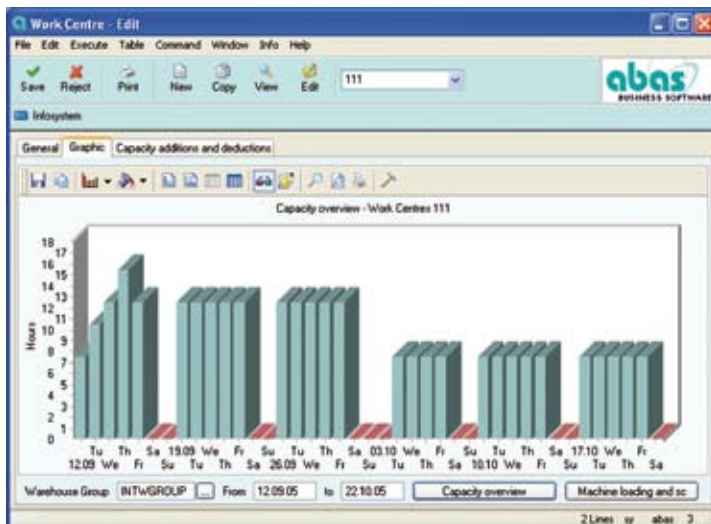 Work Centre - Edit
File Edit Execute Table Command Window Info Help
Save Reject Print New Copy View Edit 111
abas
BUSINESS SOFTWARE
Infosystem
General Graphic Capacity additions and deductions
Capacity overview - Work Centres 111
Hours
18
17
16
15
14
13
12
11
10
9
8
7
6
5
4
3
2
1
0
Tu Th Sa 19.09 We Fr Su Tu Th Sa 03.10 We Fr Su Tu Th Sa 17.10 We Fr
12.09 We Fr Su Tu Th Sa 26.09 We Fr Su Tu Th Sa 10.10 We Fr Su Tu Th Sa
Warehouse Group INTWGROUP ... From 12.09.05 to 22.10.05 Capacity overview Machine loading and sc
2 Lines sy abas 3